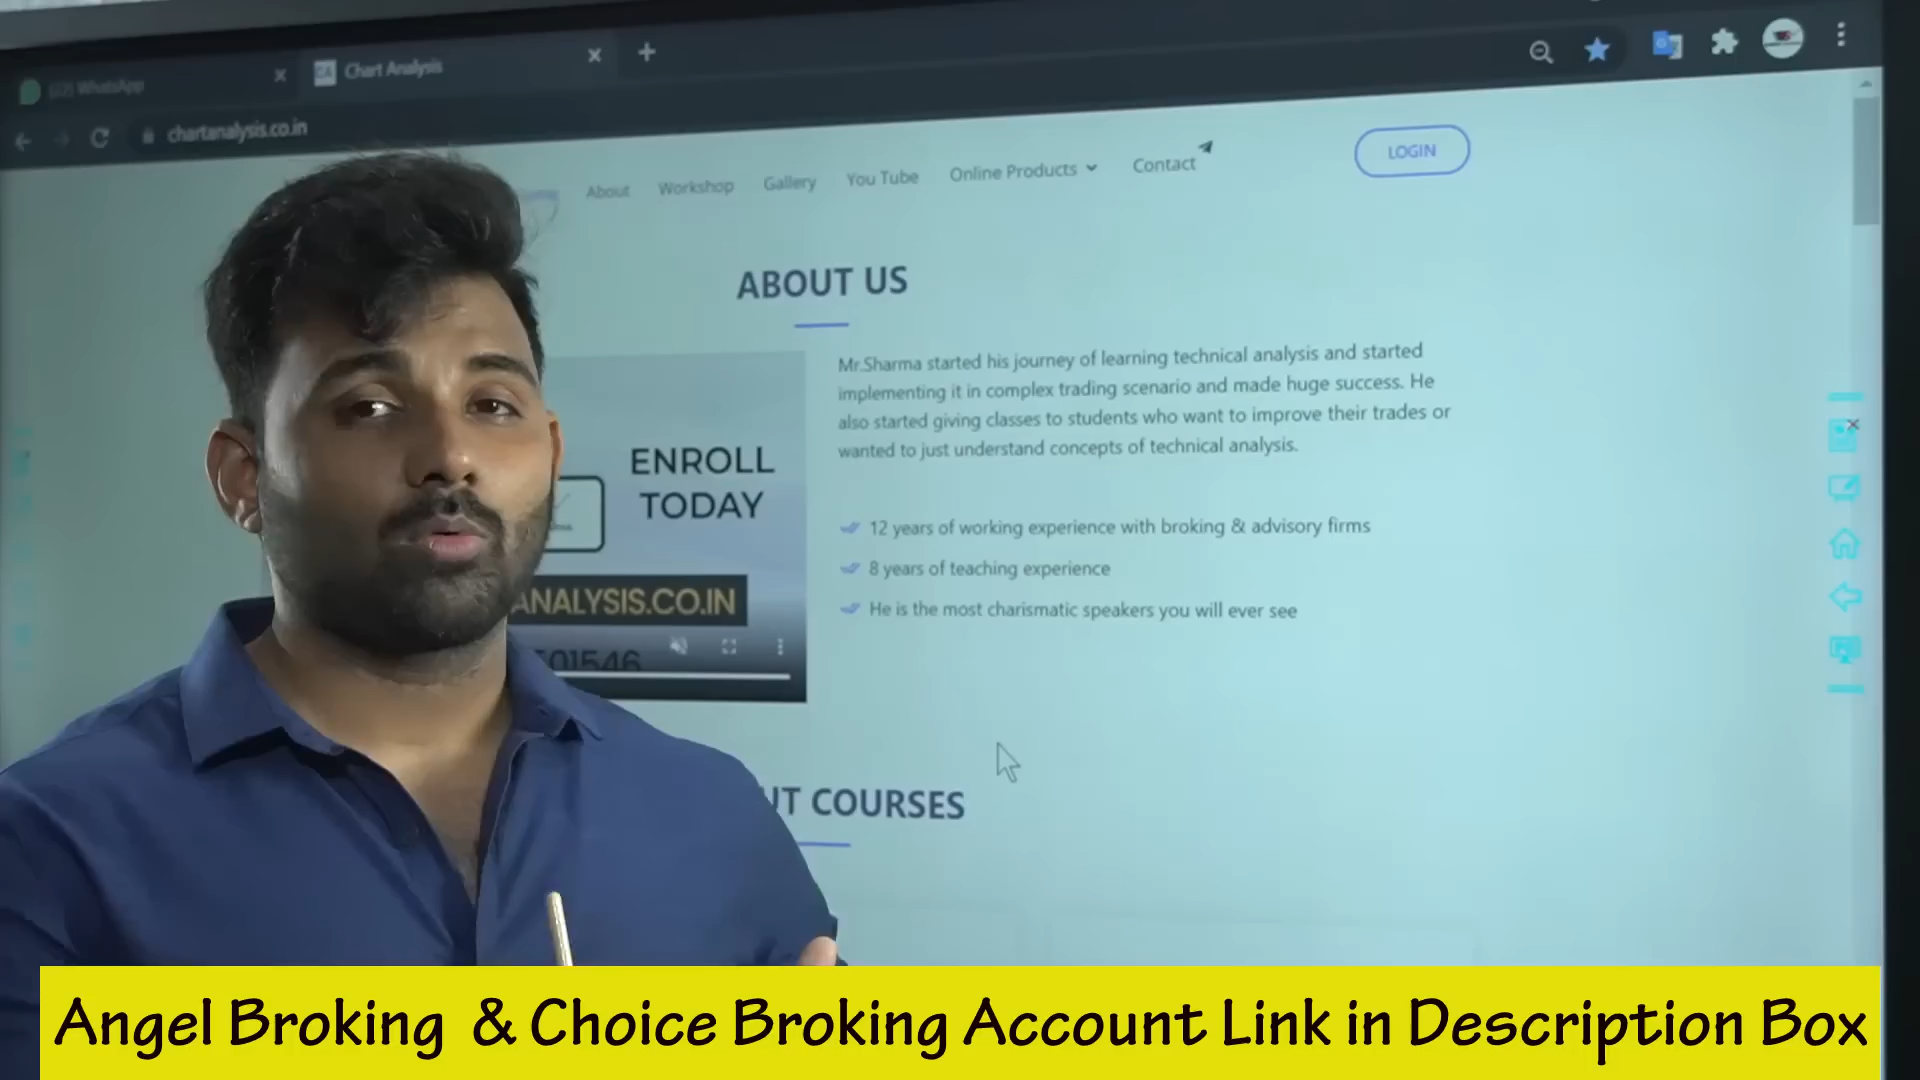 WhatsApp
Chart Analysis
chartanalysis.co.in
About Workshop Gallery You Tube Online Products Contact
LOGIN
ABOUT US
Mr.Sharma started his journey of learning technical analysis and started
implementing it in complex trading scenario and made huge success. He
also started giving classes to students who want to improve their trades or
wanted to just understand concepts of technical analysis.
ENROLL
TODAY
ANALYSIS.CO.IN
501546
12 years of working experience with broking & advisory firms
8 years of teaching experience
He is the most charismatic speakers you will ever see
UT COURSES
Angel Broking & Choice Broking Account Link in Description Box